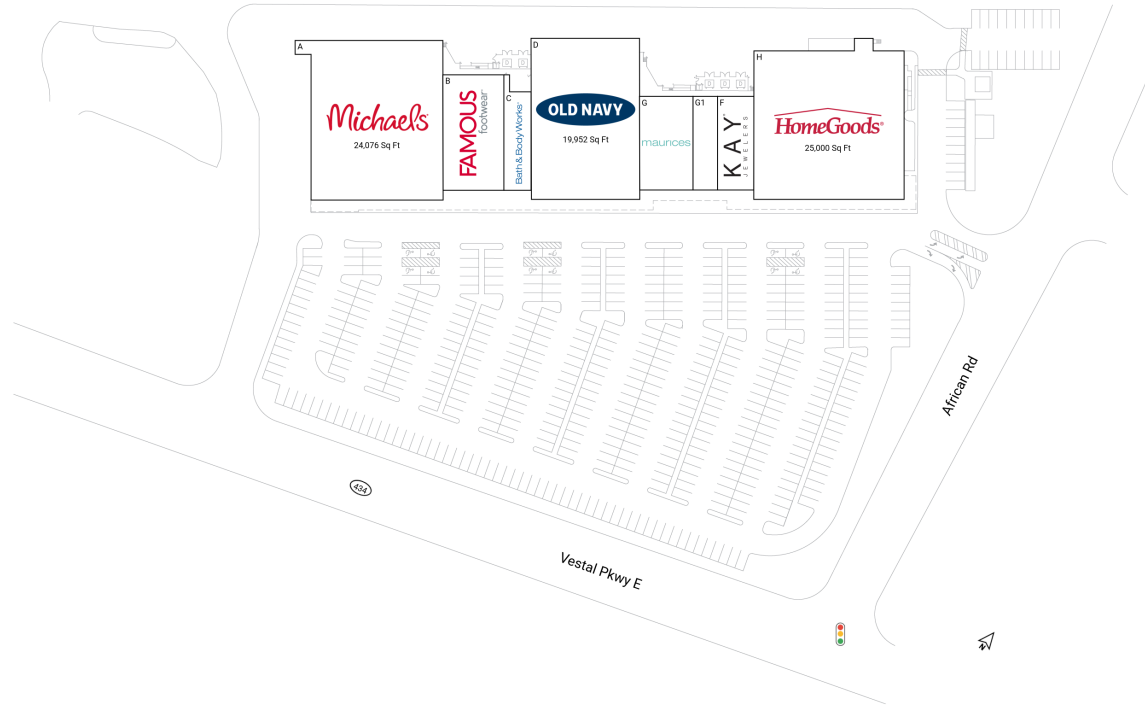 A
Michaels
24,076 Sq Ft
B
FAMOUS
footwear
C
Bath & Body Works
D
OLD NAVY
19,952 Sq Ft
G
maurices
G1
F
KAY
JEWELERS
H
HomeGoods®
25,000 Sq Ft
African Rd
434
Vestal Pkwy E
N